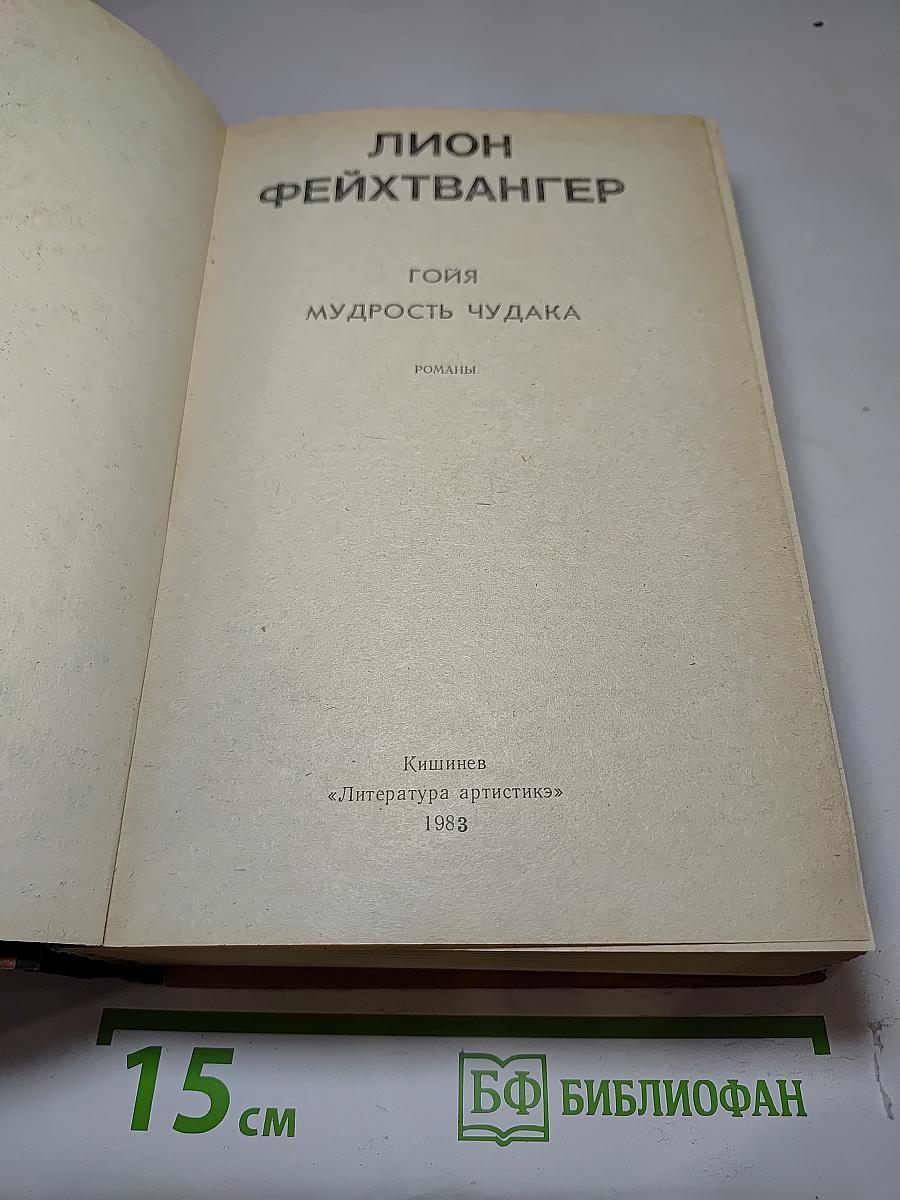 ЛИОН
ФЕЙХТВАНГЕР
ГОЙЯ
МУДРОСТЬ ЧУДАКА
РОМАНЫ
Кишинев
«Литература артистикэ»
1983
15 см
БФ БИБЛИОФАН